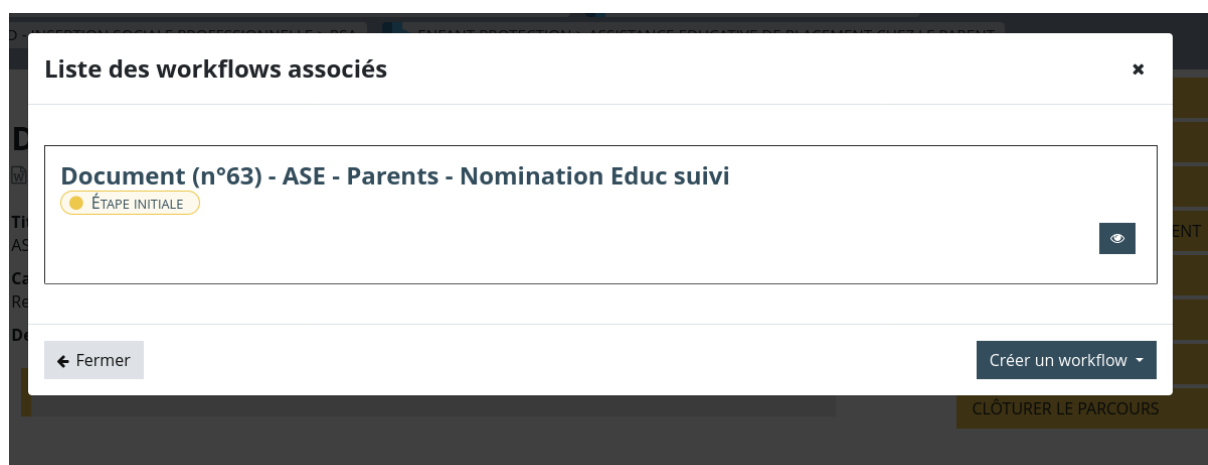 Liste des workflows associés
Document (n°63) - ASE - Parents - Nomination Educ suivi
ÉTAPE INITIALE
ENT
Fermer
Créer un workflow
CLÔTURER LE PARCOURS